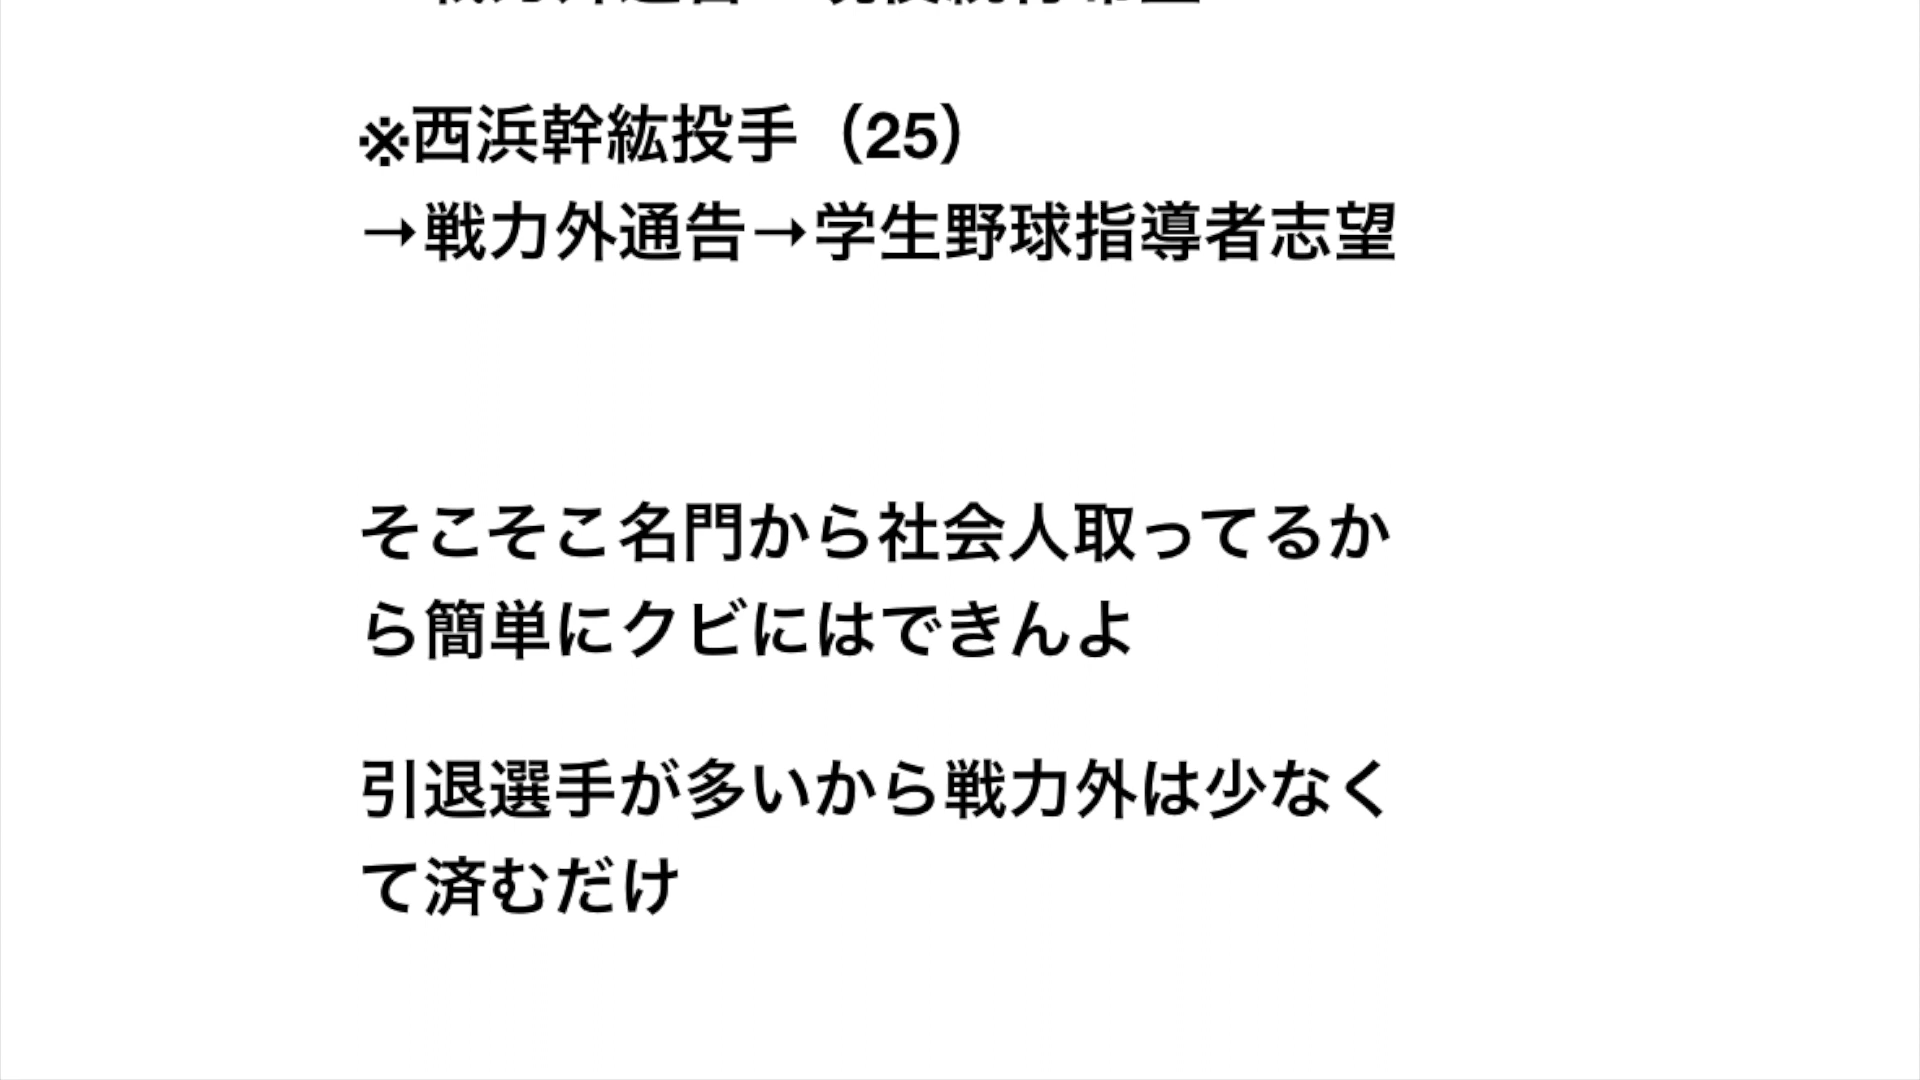 ※西浜幹紘投手（25）
→戦力外通告→学生野球指導者志望
そこそこ名門から社会人取ってるか
ら簡単にクビにはできんよ
引退選手が多いから戦力外は少なく
て済むだけ